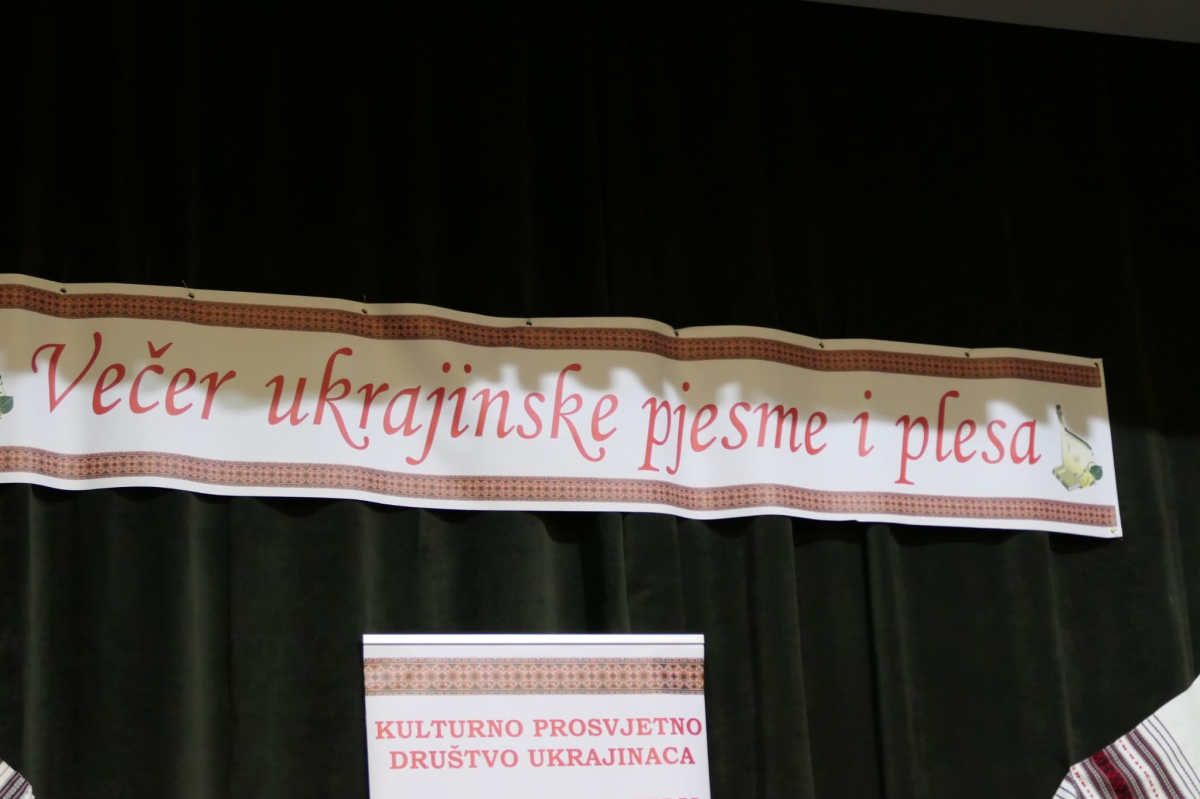 Večer ukrajinske pjesme i plesa
KULTURNO PROSVJETNO
DRUŠTVO UKRAJINACA